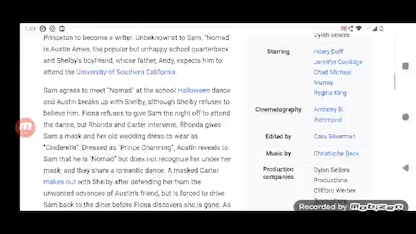 7:29
Princeton to become a writer. Unbeknownst to Sam, "Nomad"
is Austin Ames, the popular but unhappy school quarterback
and Shelby's boyfriend, whose father, Andy, expects him to
attend the University of Southern California.
Sam agrees to meet "Nomad" at the school Halloween dance
and Austin breaks up with Shelby, although Shelby refuses to
believe him. Fiona refuses to give Sam the night off to attend
the dance, but Rhonda and Carter intervene. Rhonda gives
Sam a mask and her old wedding dress to wear as
"Cinderella". Dressed as "Prince Charming", Austin reveals to
Sam that he is "Nomad" but does not recognize her under her
mask, and they share a romantic dance. A masked Carter
makes out with Shelby after defending her from the
unwanted advances of Austin's friend, but is forced to drive
Sam back to the diner before Fiona discovers she is gone. As
Dylan Sellers
Starring
Hilary Duff
Jennifer Coolidge
Chad Michael
Murray
Regina King
Cinematography
Anthony B.
Richmond
Edited by
Cara Silverman
Music by
Christophe Beck
Production
companies
Dylan Sellers
Productions
Clifford Werber
Productions
Recorded by
Mobizen